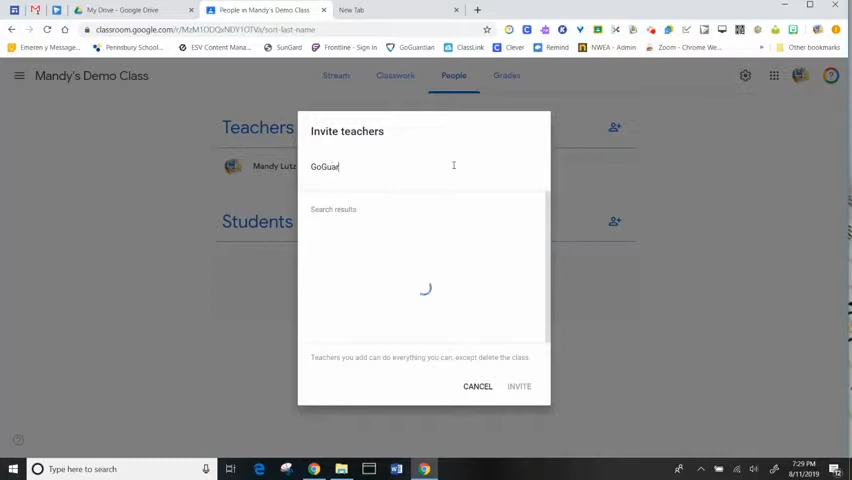 My Drive - Google Drive
People in Mandy's Demo Class
New Tab
classroom.google.com/r/MzM1ODQxNDY1OTVa/sort-last-name
Emeren y Message...
Pennsbury School...
ESV Content Mana...
SunGard
Frontline - Sign In
GoGuardian
ClassLink
Clever
Remind
NWEA - Admin
Zoom - Chrome We...
Other bookmarks
Mandy's Demo Class
Stream
Classwork
People
Grades
Teachers
Mandy Lutz
Students
Invite teachers
GoGuar
Search results
Teachers you add can do everything you can, except delete the class.
CANCEL
INVITE
Type here to search
7:29 PM
8/11/2019